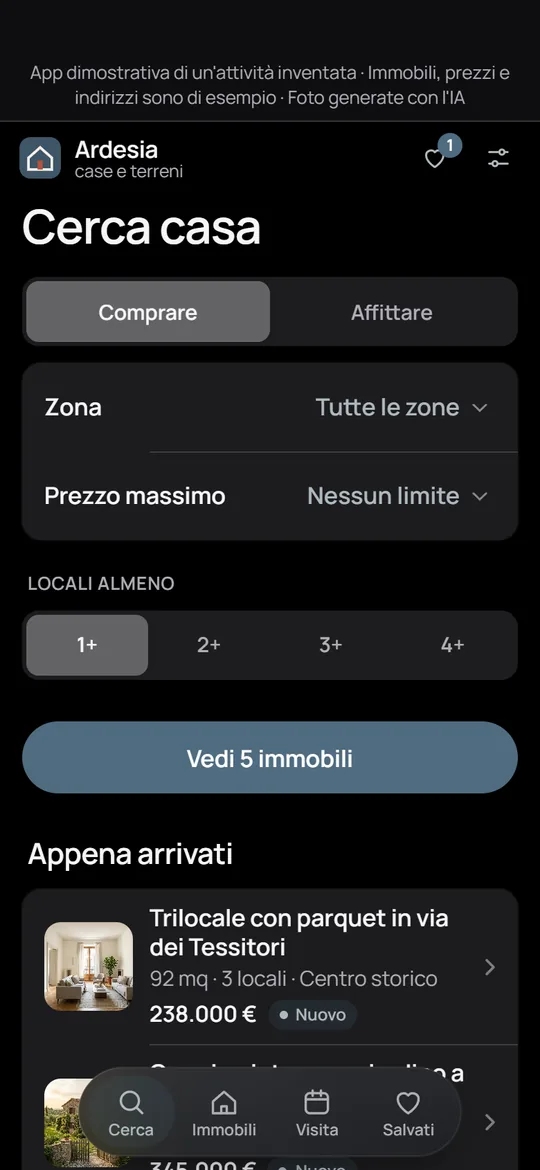 App dimostrativa di un'attività inventata · Immobili, prezzi e
indirizzi sono di esempio · Foto generate con l'IA
Ardesia
case e terreni
1
Cerca casa
Comprare
Affittare
Zona
Tutte le zone
Prezzo massimo
Nessun limite
LOCALI ALMENO
1+
2+
3+
4+
Vedi 5 immobili
Appena arrivati
Trilocale con parquet in via
dei Tessitori
92 mq · 3 locali · Centro storico
238.000 €
Nuovo
a
Cerca
Immobili
Visita
Salvati
345.000 €
Nuovo